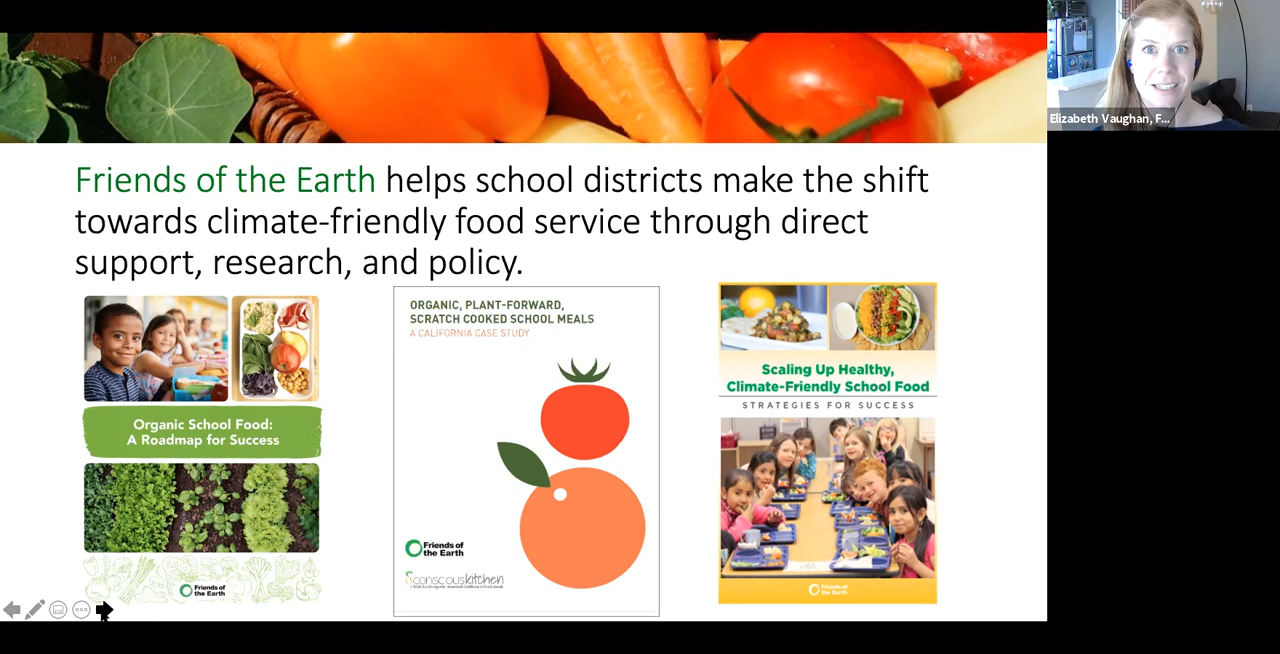 Elizabeth Vaughan, F...
Friends of the Earth helps school districts make the shift
towards climate-friendly food service through direct
support, research, and policy.
Organic School Food:
A Roadmap for Success
Friends of
the Earth
ORGANIC, PLANT-FORWARD,
SCRATCH COOKED SCHOOL MEALS
A CALIFORNIA CASE STUDY
Friends of
the Earth
consciouskitchen
Scaling Up Healthy,
Climate-Friendly School Food
STRATEGIES FOR SUCCESS
Friends of
the Earth